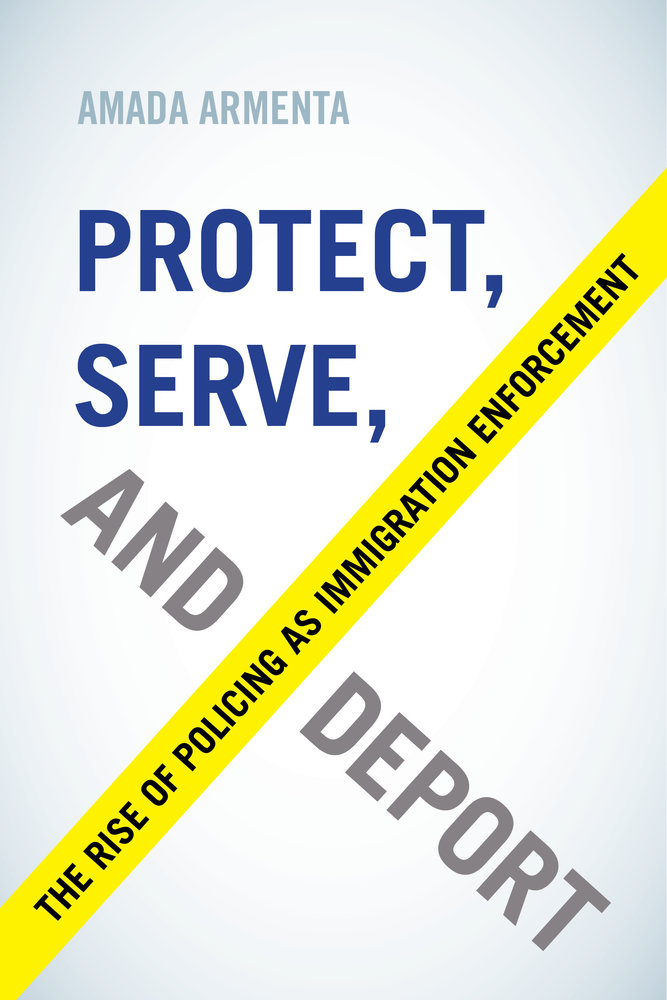 AMADA ARMENTA
PROTECT,
SERVE,
AND
DEPORT
THE RISE OF POLICING AS IMMIGRATION ENFORCEMENT